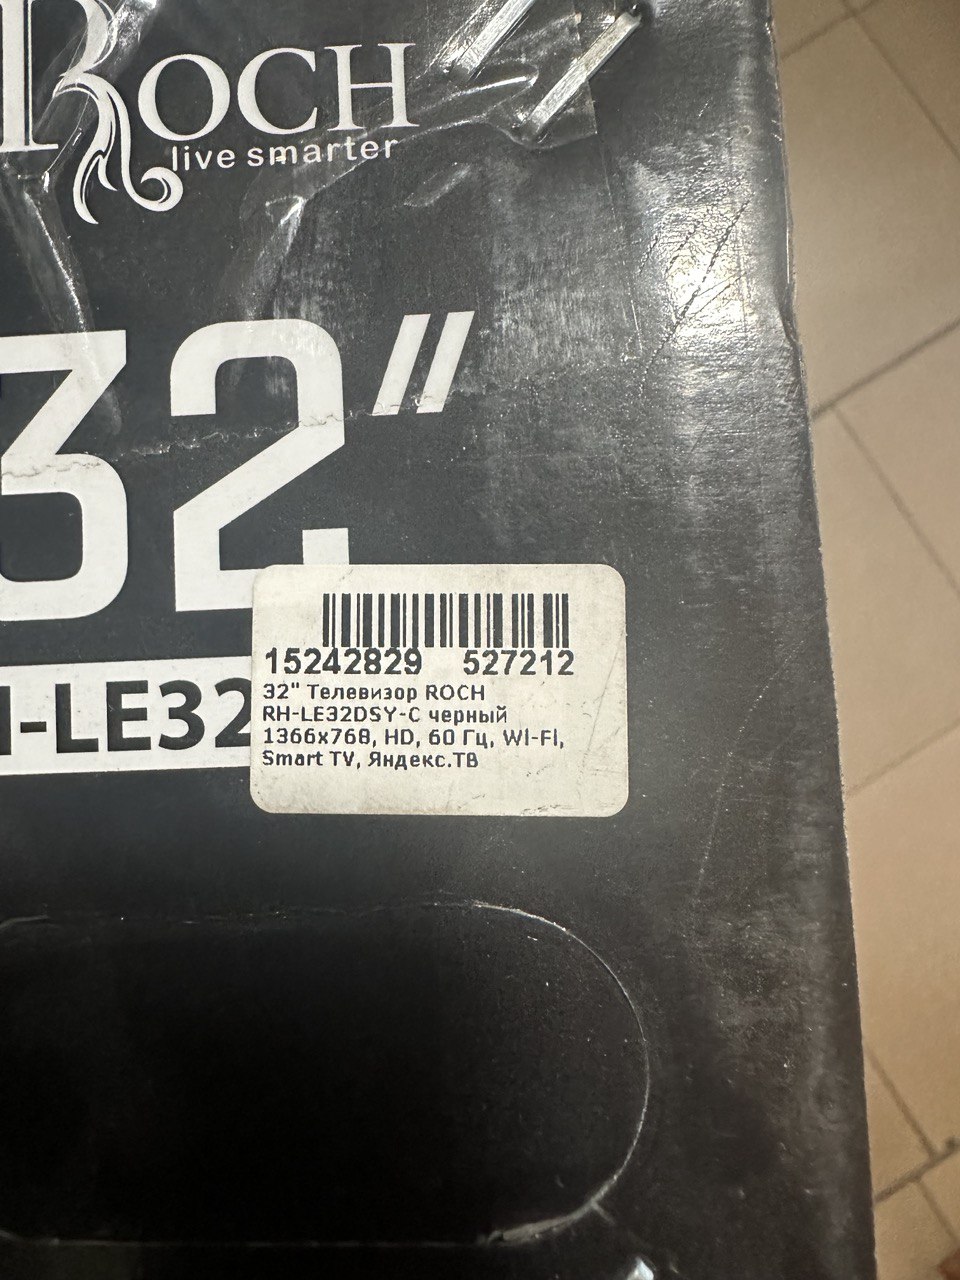 ROCH
live smarter
32"
H-LE32
15242829 527212
32" Телевизор ROCH
RH-LE32DSY-C черный
1366x768, HD, 60 Гц, WI-FI,
Smart TV, Яндекс.ТВ